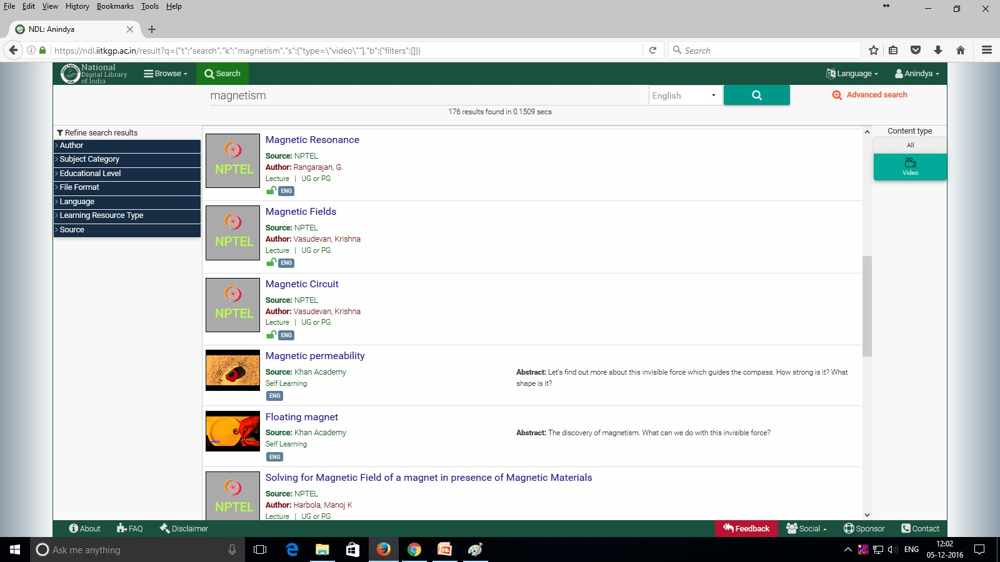 File Edit View History Bookmarks Tools Help
NDL: Anindya
https://ndl.iitkgp.ac.in/result?q={"t":"search","k":"magnetism","s":["type=\"video\""],"b":{"filters":[]}}
Search
National
Digital Library
of India
Browse
Search
Language
Anindya
magnetism
English
Advanced search
176 results found in 0.1509 secs
Refine search results
Author
Subject Category
Educational Level
File Format
Language
Learning Resource Type
Source
NPTEL
Magnetic Resonance
Source: NPTEL
Author: Rangarajan, G.
Lecture | UG or PG
ENG
NPTEL
Magnetic Fields
Source: NPTEL
Author: Vasudevan, Krishna
Lecture | UG or PG
ENG
NPTEL
Magnetic Circuit
Source: NPTEL
Author: Vasudevan, Krishna
Lecture | UG or PG
ENG
Magnetic permeability
Source: Khan Academy
Self Learning
ENG
Abstract: Let's find out more about this invisible force which guides the compass. How strong is it? What
shape is it?
Floating magnet
Source: Khan Academy
Self Learning
ENG
Abstract: The discovery of magnetism. What can we do with this invisible force?
NPTEL
Solving for Magnetic Field of a magnet in presence of Magnetic Materials
Source: NPTEL
Author: Harbola, Manoj K
Lecture | UG or PG
Content type
All
Video
About FAQ Disclaimer
Feedback Social Sponsor Contact
Ask me anything
ENG
12:02
05-12-2016